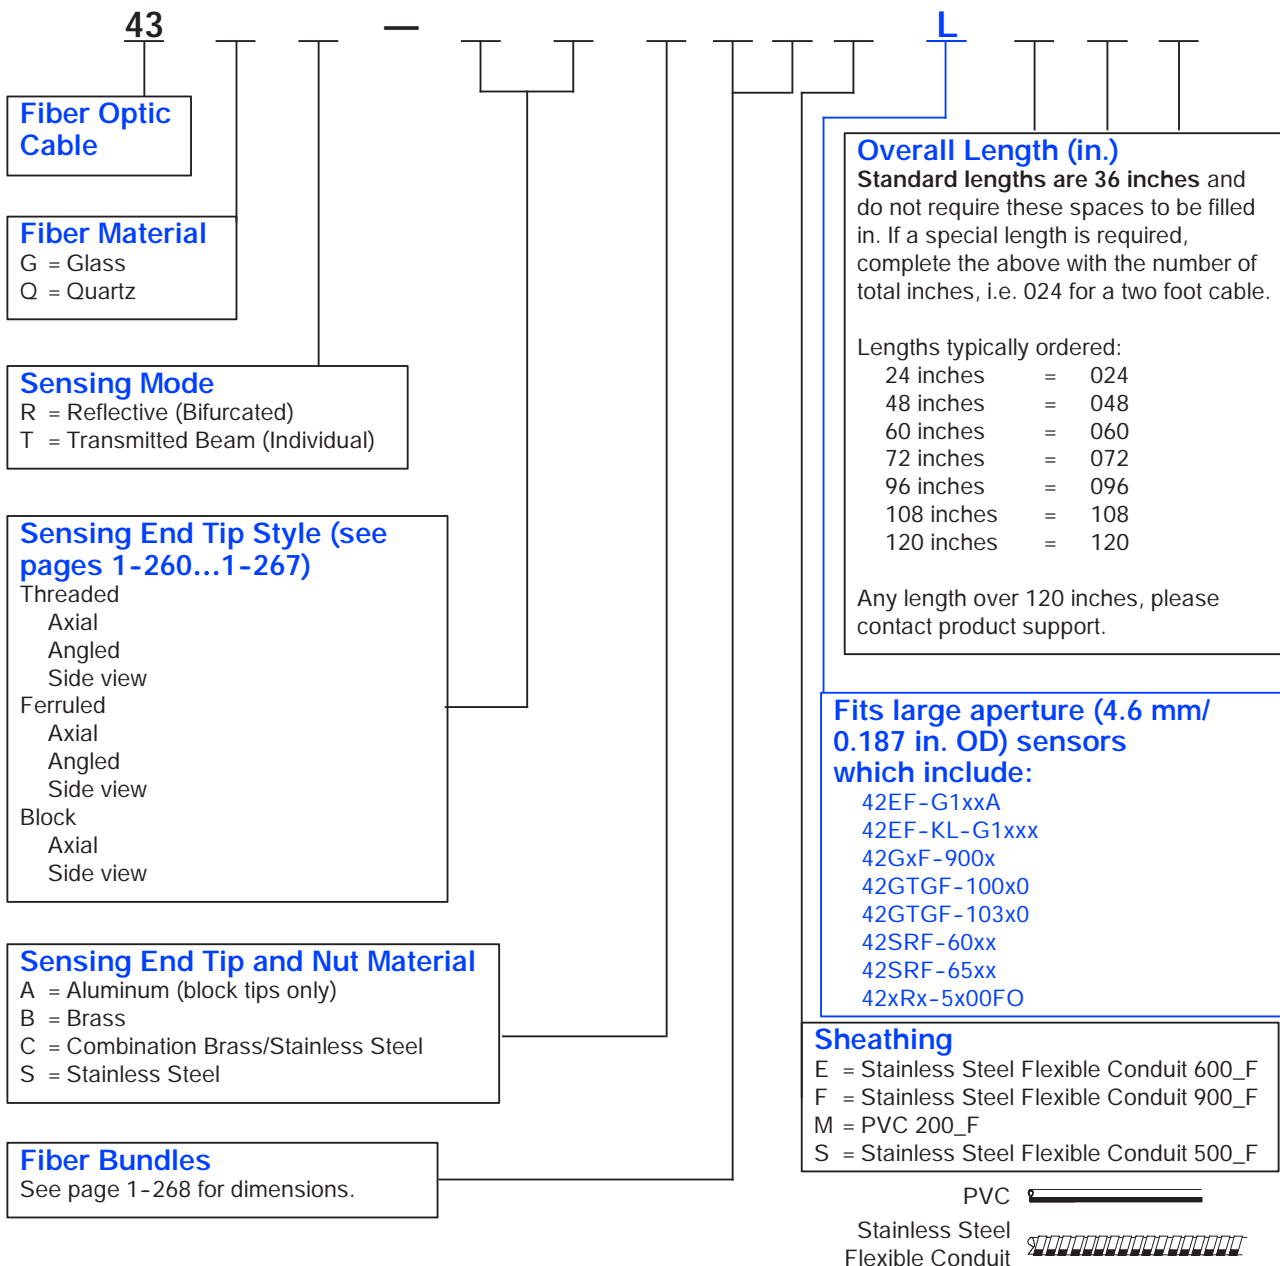 43 — L
Fiber Optic
Cable
Fiber Material
G = Glass
Q = Quartz
Sensing Mode
R = Reflective (Bifurcated)
T = Transmitted Beam (Individual)
Sensing End Tip Style (see
pages 1-260...1-267)
Threaded
Axial
Angled
Side view
Ferruled
Axial
Angled
Side view
Block
Axial
Side view
Sensing End Tip and Nut Material
A = Aluminum (block tips only)
B = Brass
C = Combination Brass/Stainless Steel
S = Stainless Steel
Fiber Bundles
See page 1-268 for dimensions.
Overall Length (in.)
Standard lengths are 36 inches and
do not require these spaces to be filled
in. If a special length is required,
complete the above with the number of
total inches, i.e. 024 for a two foot cable.
Lengths typically ordered:
24 inches = 024
48 inches = 048
60 inches = 060
72 inches = 072
96 inches = 096
108 inches = 108
120 inches = 120
Any length over 120 inches, please
contact product support.
Fits large aperture (4.6 mm/
0.187 in. OD) sensors
which include:
42EF-G1xxA
42EF-KL-G1xxx
42GxF-900x
42GTGF-100x0
42GTGF-103x0
42SRF-60xx
42SRF-65xx
42xRx-5x00FO
Sheathing
E = Stainless Steel Flexible Conduit 600_F
F = Stainless Steel Flexible Conduit 900_F
M = PVC 200_F
S = Stainless Steel Flexible Conduit 500_F
PVC
Stainless Steel
Flexible Conduit